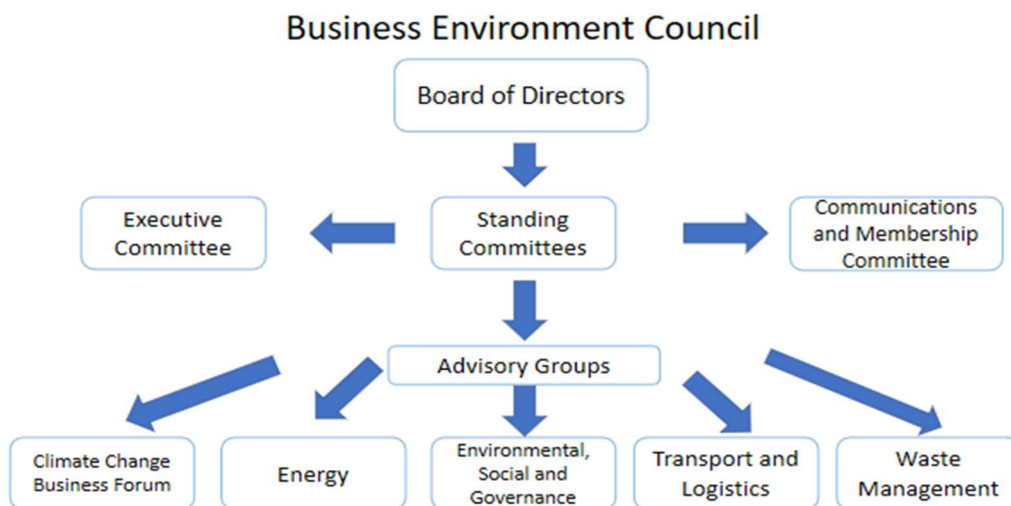 Business Environment Council
Board of Directors
Executive
Committee
Standing
Committees
Communications
and Membership
Committee
Advisory Groups
Climate Change
Business Forum
Energy
Environmental,
Social and
Governance
Transport and
Logistics
Waste
Management